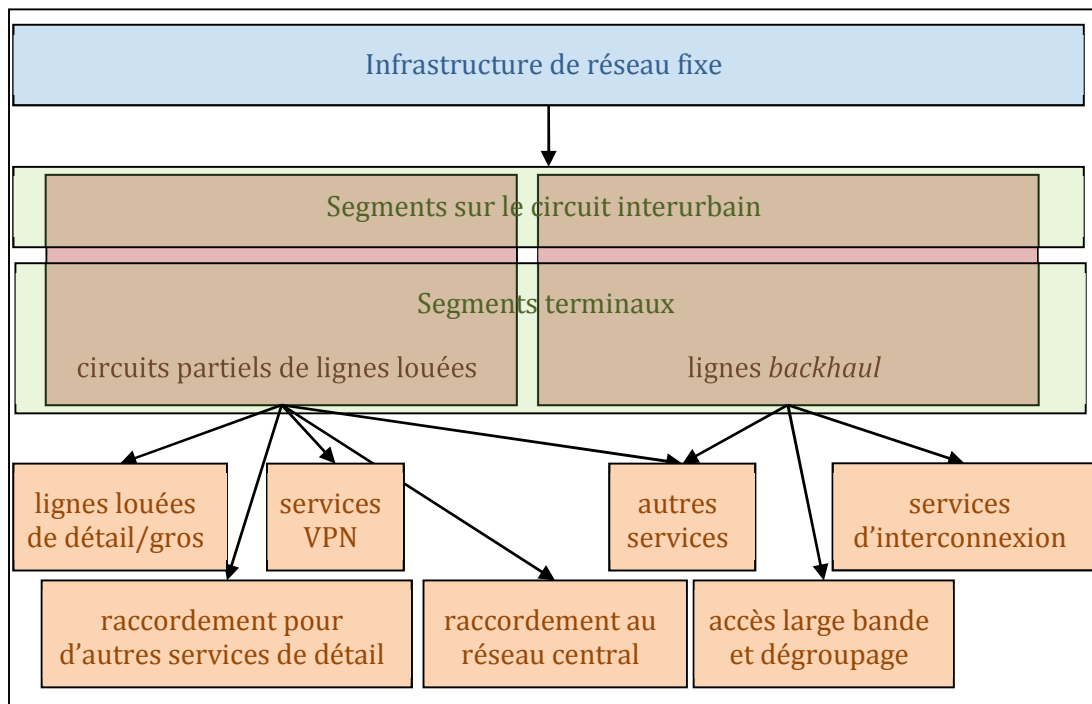 Infrastructure de réseau fixe
Segments sur le circuit interurbain
Segments terminaux
circuits partiels de lignes louées
lignes backhaul
lignes louées
de détail/gros
services
VPN
autres
services
services
d’interconnexion
raccordement pour
d’autres services de détail
raccordement au
réseau central
accès large bande
et dégroupage